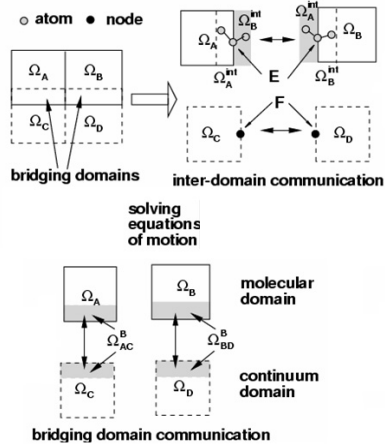 atom node
Ω_A Ω_B
Ω_C Ω_D
bridging domains
Ω_A Ω_B^int
Ω_A^int
E
Ω_A^int Ω_B
Ω_B^int
F
Ω_C Ω_D
inter-domain communication
solving
equations
of motion
Ω_A Ω_B
molecular
domain
Ω_AC^B Ω_BD^B
Ω_C Ω_D
continuum
domain
bridging domain communication